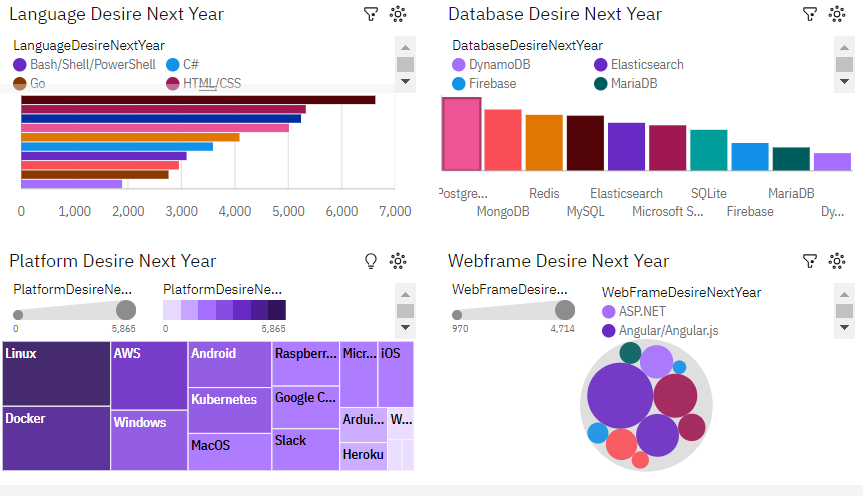 Language Desire Next Year
LanguageDesireNextYear
Bash/Shell/PowerShell
C#
Go
HTML/CSS
0
1,000
2,000
3,000
4,000
5,000
6,000
7,000
Database Desire Next Year
DatabaseDesireNextYear
DynamoDB
Elasticsearch
Firebase
MariaDB
Postgre...
Redis
Elasticsearch
SQLite
MariaDB
MongoDB
MySQL
Microsoft S...
Firebase
Dy...
Platform Desire Next Year
PlatformDesireNe...
0
5,865
PlatformDesireNe...
0
5,865
Linux
AWS
Android
Raspberr...
Micr...
iOS
Docker
Windows
Kubernetes
MacOS
Google C...
Slack
Ardui...
W...
Heroku
Webframe Desire Next Year
WebFrameDesire...
970
4,714
WebFrameDesireNextYear
ASP.NET
Angular/Angular.js